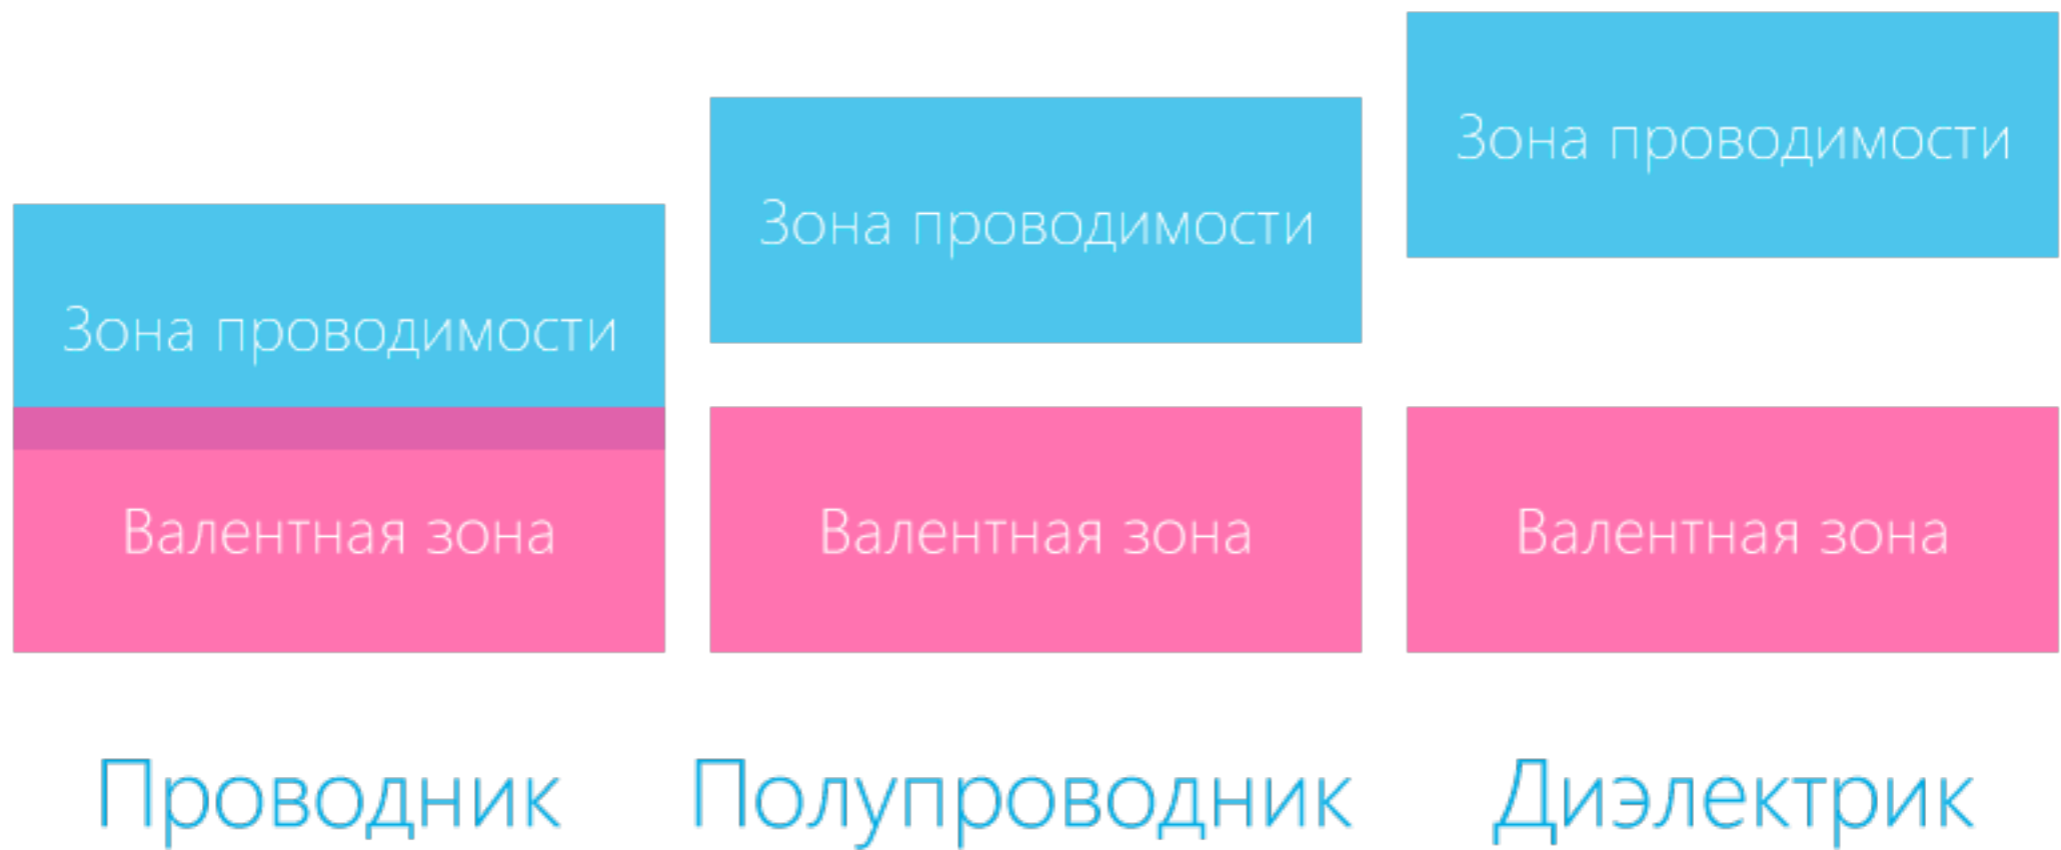 Зона проводимости
Валентная зона
Проводник
Зона проводимости
Валентная зона
Полупроводник
Зона проводимости
Валентная зона
Диэлектрик